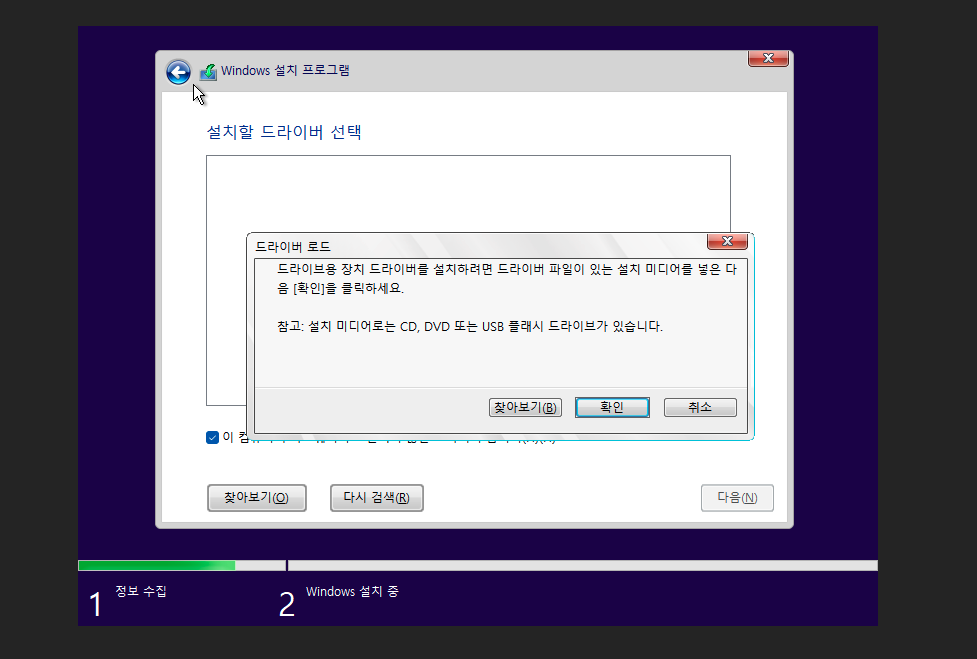 Windows 설치 프로그램
설치할 드라이버 선택
드라이버 로드
드라이브용 장치 드라이버를 설치하려면 드라이버 파일이 있는 설치 미디어를 넣은 다
음 [확인]을 클릭하세요.
참고: 설치 미디어로는 CD, DVD 또는 USB 플래시 드라이브가 있습니다.
찾아보기(B) 확인 취소
이
찾아보기(O) 다시 검색(R) 다음(N)
1 정보 수집
2 Windows 설치 중